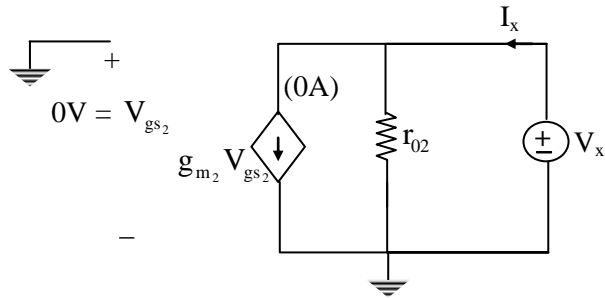 I_x
+
(0A)
0V = V_gs₂
g_m₂ V_gs₂
r_02
±
V_x
−